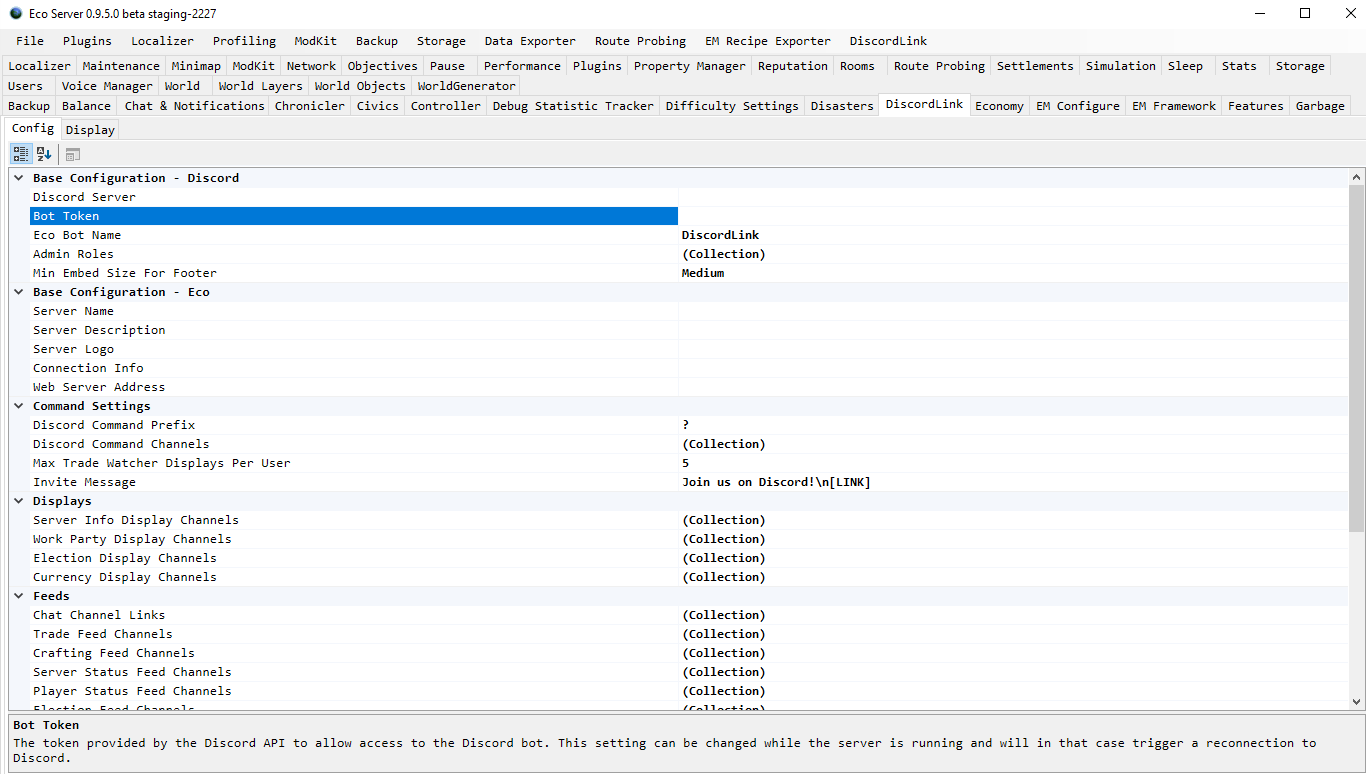 Eco Server 0.9.5.0 beta staging-2227
File Plugins Localizer Profiling ModKit Backup Storage Data Exporter Route Probing EM Recipe Exporter DiscordLink
Localizer Maintenance Minimap ModKit Network Objectives Pause Performance Plugins Property Manager Reputation Rooms Route Probing Settlements Simulation Sleep Stats Storage
Users Voice Manager World World Layers World Objects WorldGenerator
Backup Balance Chat & Notifications Chronicler Civics Controller Debug Statistic Tracker Difficulty Settings Disasters DiscordLink Economy EM Configure EM Framework Features Garbage
Config Display
Base Configuration - Discord
Discord Server
Bot Token
Eco Bot Name DiscordLink
Admin Roles (Collection)
Min Embed Size For Footer Medium
Base Configuration - Eco
Server Name
Server Description
Server Logo
Connection Info
Web Server Address
Command Settings
Discord Command Prefix ?
Discord Command Channels (Collection)
Max Trade Watcher Displays Per User 5
Invite Message Join us on Discord!\n[LINK]
Displays
Server Info Display Channels (Collection)
Work Party Display Channels (Collection)
Election Display Channels (Collection)
Currency Display Channels (Collection)
Feeds
Chat Channel Links (Collection)
Trade Feed Channels (Collection)
Crafting Feed Channels (Collection)
Server Status Feed Channels (Collection)
Player Status Feed Channels (Collection)
Election Feed Channels (Collection)
Bot Token
The token provided by the Discord API to allow access to the Discord bot. This setting can be changed while the server is running and will in that case trigger a reconnection to
Discord.